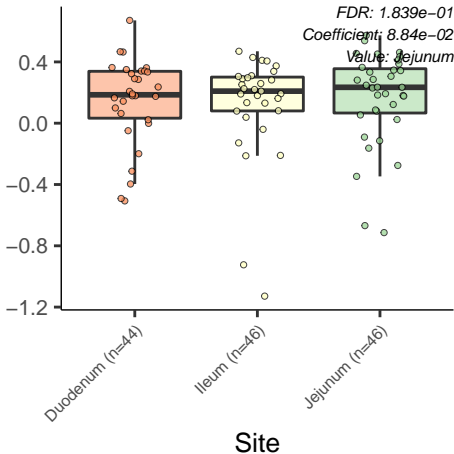 FDR: 1.839e−01
Coefficient: 8.84e−02
Value: Jejunum
0.4
0.0
−0.4
−0.8
−1.2
Duodenum (n=44)
Ileum (n=46)
Jejunum (n=46)
Site